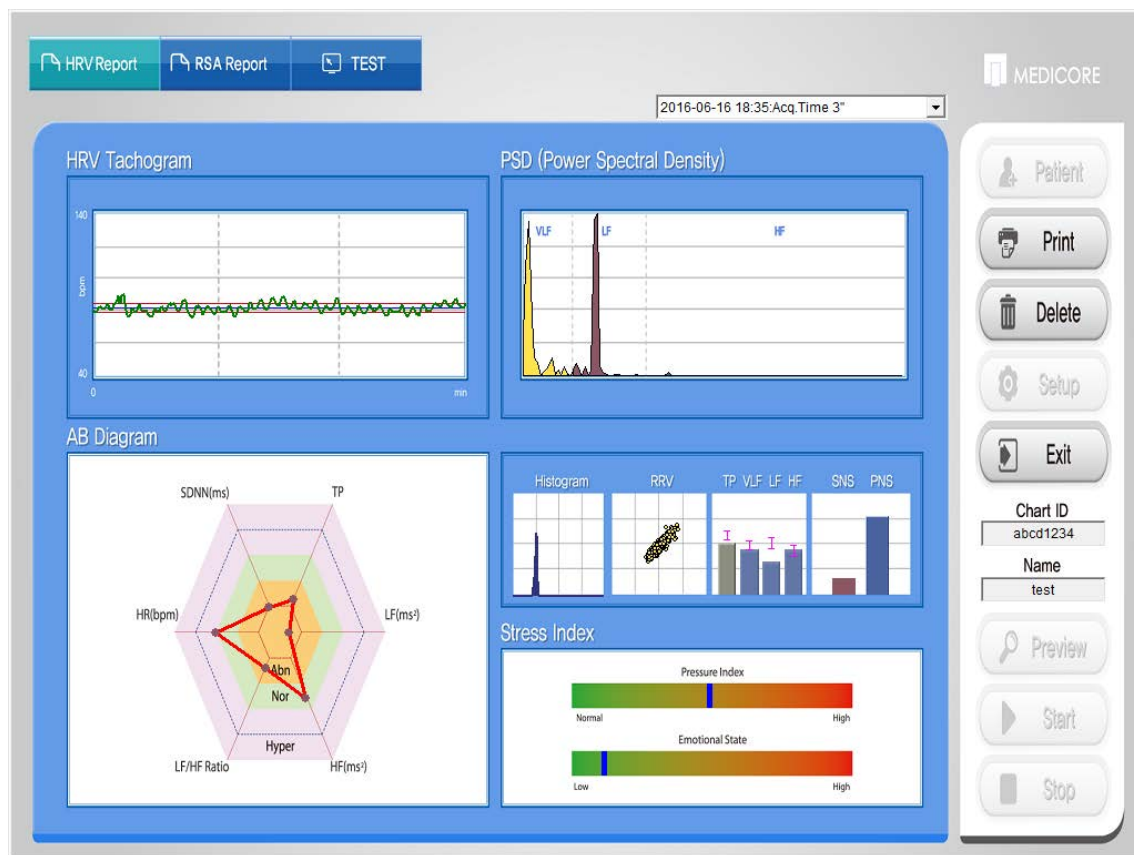 HRV Report RSA Report TEST
MEDICORE
2016-06-16 18:35:Acq.Time 3"
HRV Tachogram
140
bpm
40
0
min
PSD (Power Spectral Density)
VLF LF HF
AB Diagram
SDNN(ms) TP
HR(bpm) LF(ms²)
Abn
Nor
Hyper
LF/HF Ratio HF(ms²)
Histogram RRV TP VLF LF HF SNS PNS
Stress Index
Pressure Index
Normal High
Emotional State
Low High
Patient
Print
Delete
Setup
Exit
Chart ID
abcd1234
Name
test
Preview
Start
Stop